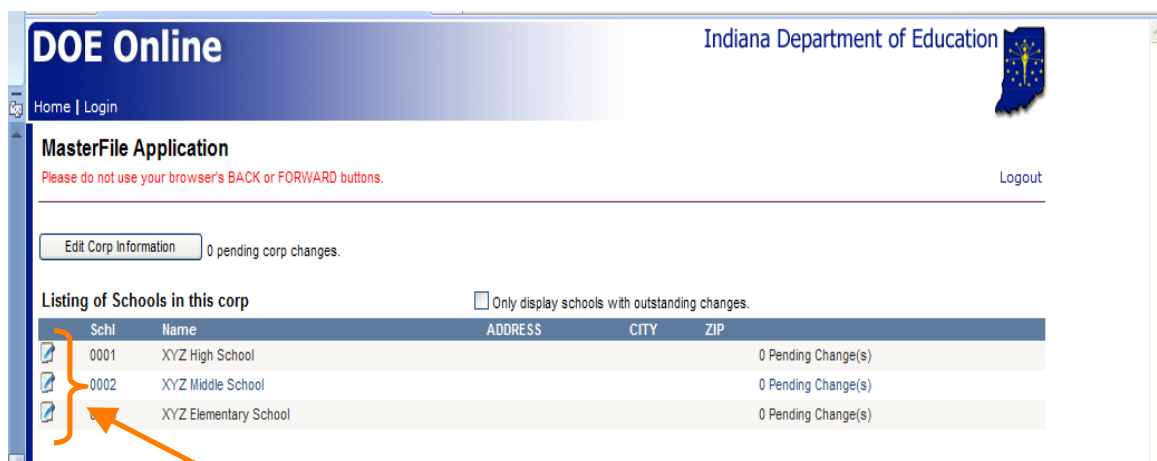 DOE Online
Indiana Department of Education
Home | Login
MasterFile Application
Please do not use your browser's BACK or FORWARD buttons.
Logout
Edit Corp Information 0 pending corp changes.
Listing of Schools in this corp Only display schools with outstanding changes.
Schl Name ADDRESS CITY ZIP
0001 XYZ High School 0 Pending Change(s)
0002 XYZ Middle School 0 Pending Change(s)
XYZ Elementary School 0 Pending Change(s)